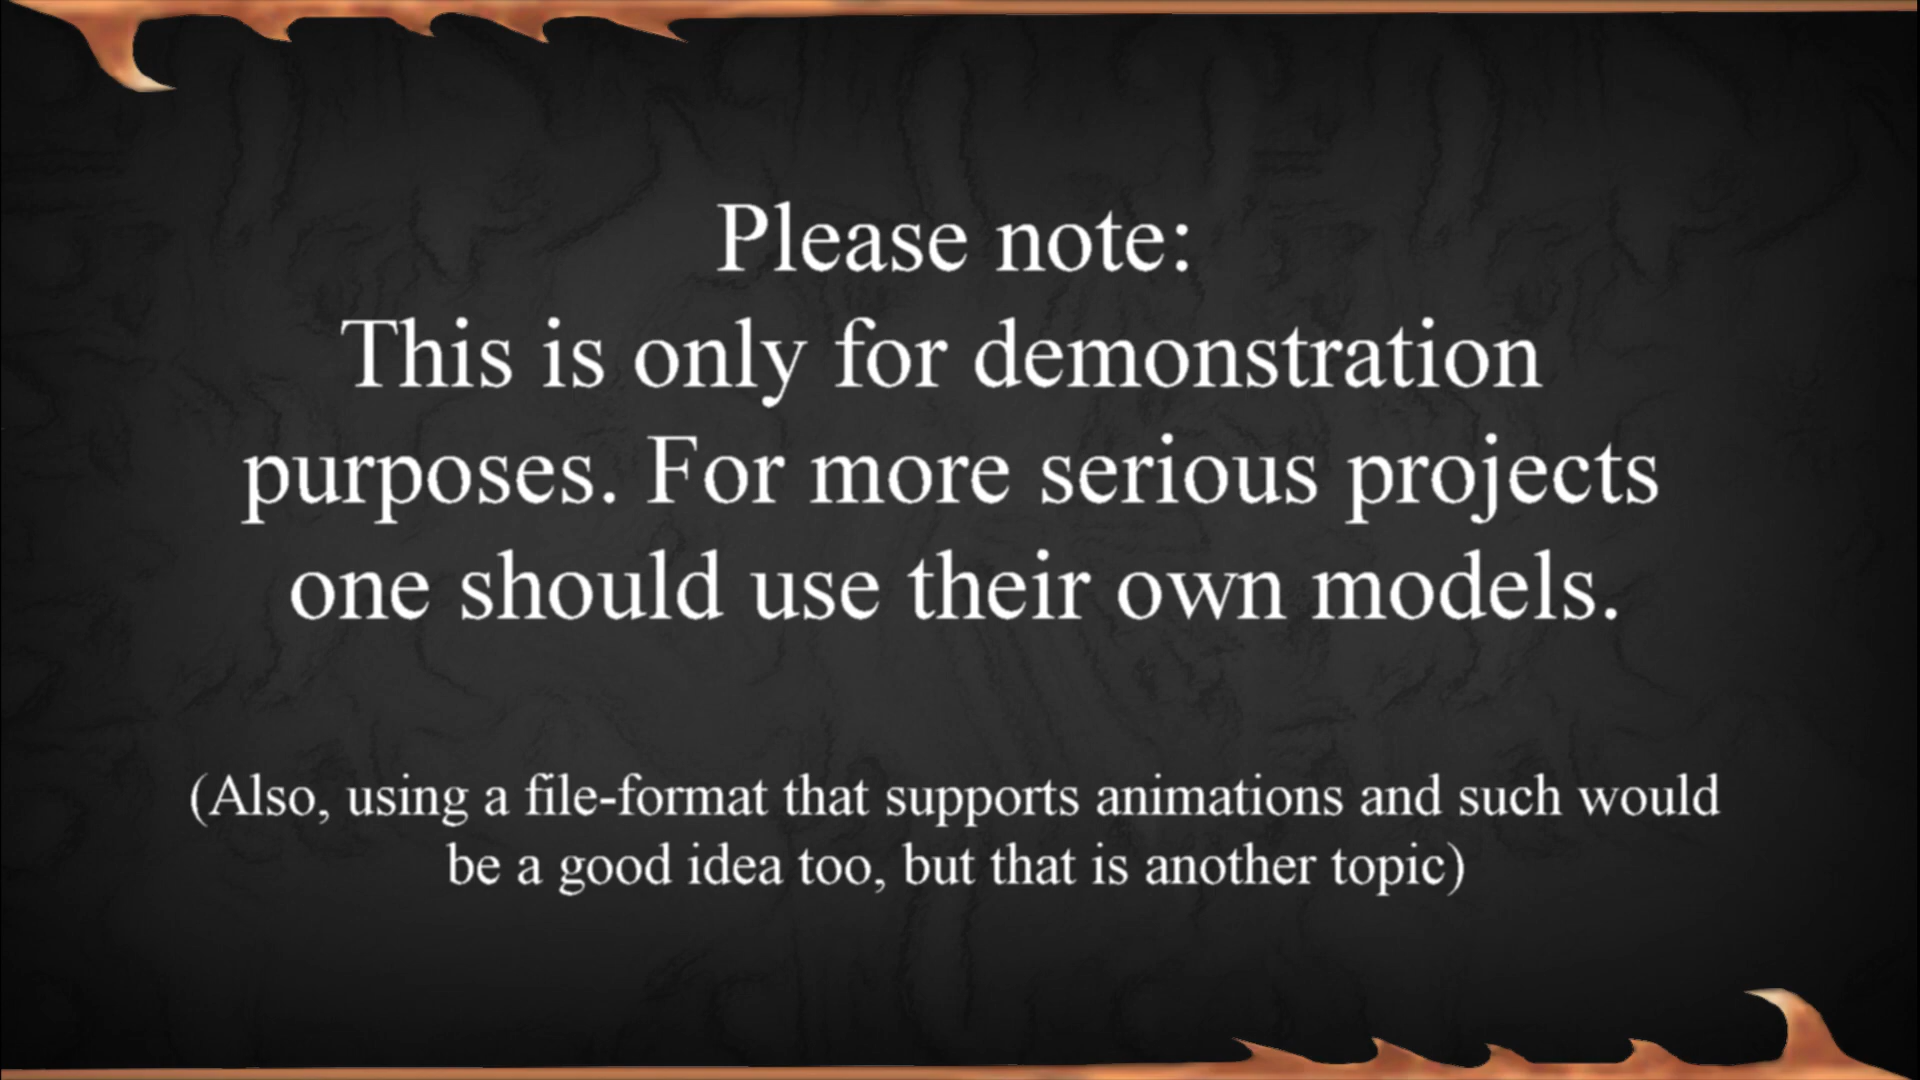 Please note:
This is only for demonstration
purposes. For more serious projects
one should use their own models.
(Also, using a file-format that supports animations and such would
be a good idea too, but that is another topic)